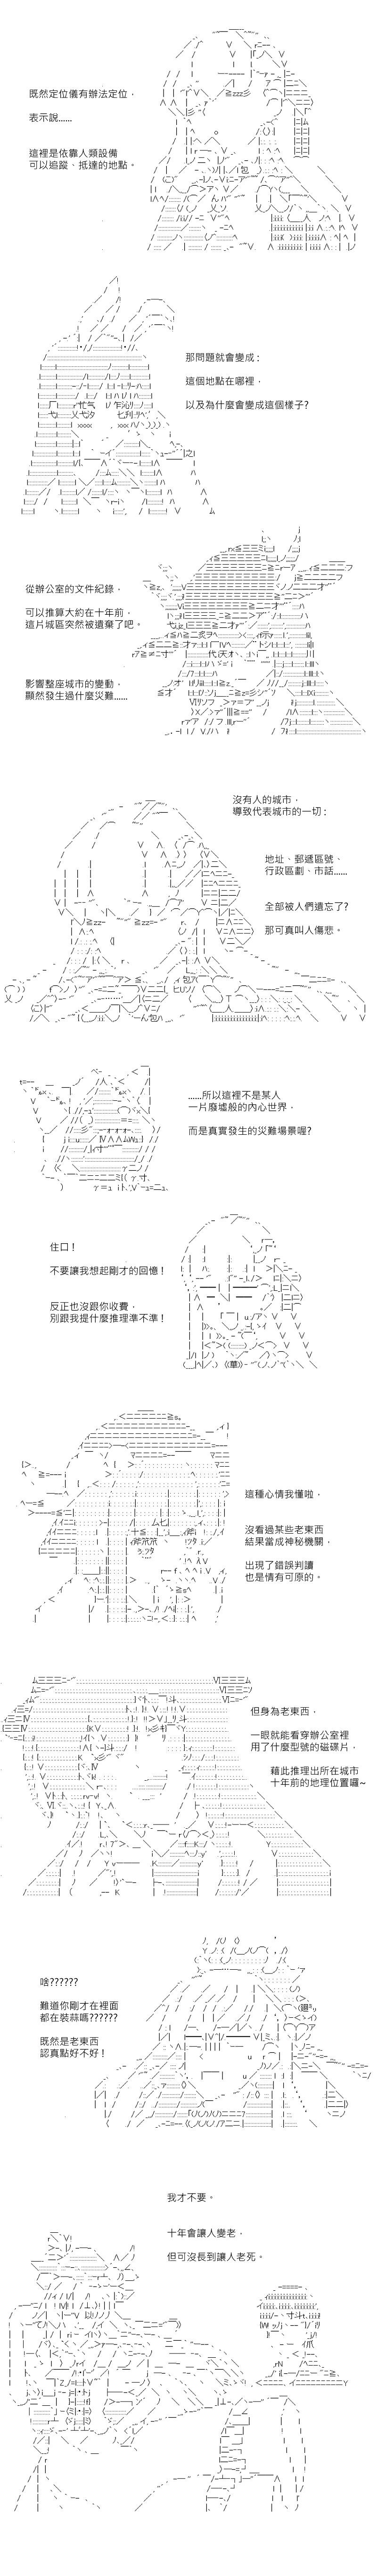 既然定位儀有辦法定位，
表示說......
這裡是依靠人類設備
可以追蹤、抵達的地點。
那問題就會變成：
這個地點在哪裡，
以及為什麼會變成這個樣子?
從辦公室的文件紀錄，
可以推算大約在十年前，
這片城區突然被遺棄了吧。
影響整座城市的變動，
顯然發生過什麼災難......
沒有人的城市，
導致代表城市的一切：
地址、郵遞區號、
行政區劃、市話......
全部被人們遺忘了?
那可真叫人傷悲。
......所以這裡不是某人
一片廢墟般的內心世界，
而是真實發生的災難場景喔?
住口！
不要讓我想起剛才的回憶！
反正也沒跟你收費，
別跟我提什麼推理準不準！
這種心情我懂啦，
沒看過某些老東西
結果當成神秘機關，
出現了錯誤判讀
也是情有可原的。
但身為老東西，
一眼就能看穿辦公室裡
用了什麼型號的磁碟片，
藉此推理出所在城市
十年前的地理位置囉~
啥??????
難道你剛才在裡面
都在裝蒜嗎??????
既然是老東西
認真點好不好！
我才不要。
十年會讓人變老，
但可沒長到讓人老死。